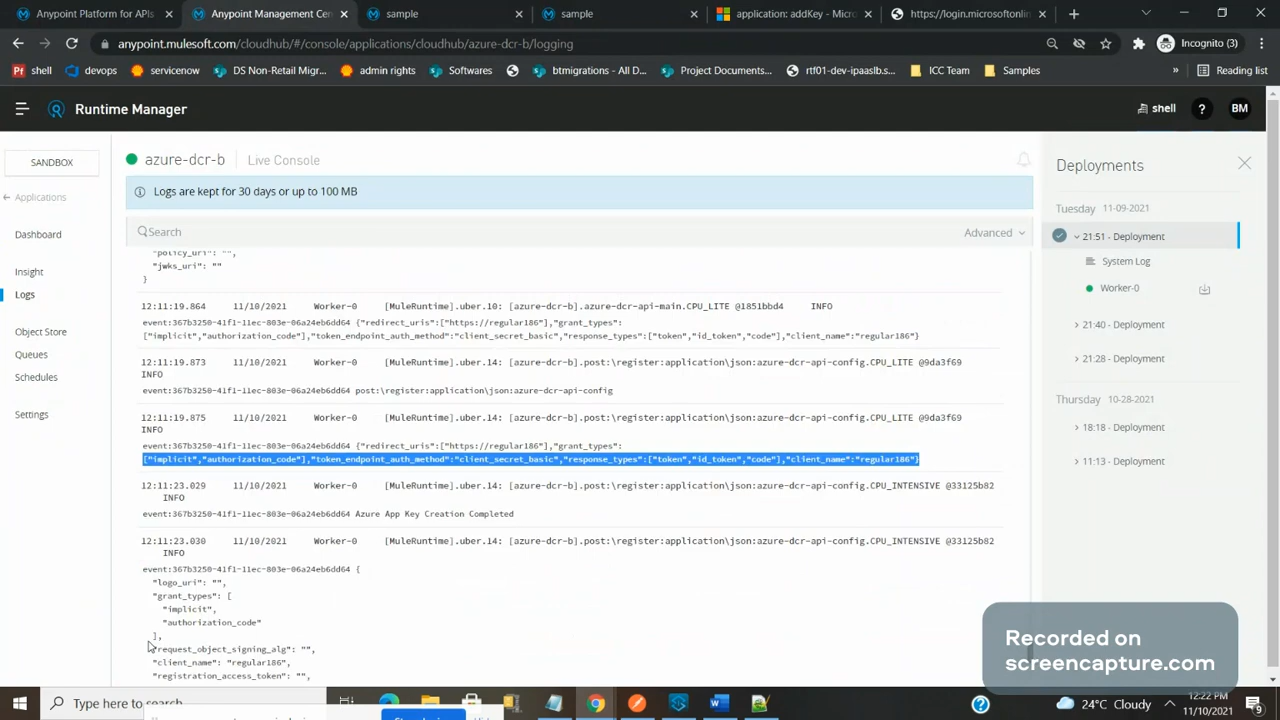 Anypoint Platform for APIs
Anypoint Management Cen
sample
sample
application: addKey - Micro
https://login.microsoftonlin
anypoint.mulesoft.com/cloudhub/#/console/applications/cloudhub/azure-dcr-b/logging
Incognito (3)
shell
devops
servicenow
DS Non-Retail Migr...
admin rights
Softwares
btmigrations - All D...
Project Documents...
rtf01-dev-ipaaslb.s...
ICC Team
Samples
»
Reading list
Runtime Manager
shell
?
BM
SANDBOX
Applications
Dashboard
Insight
Logs
Object Store
Queues
Schedules
Settings
azure-dcr-b
Live Console
Logs are kept for 30 days or up to 100 MB
Search
Advanced
"policy_uri": "",
"jwks_uri": ""
}
12:11:19.864 11/10/2021 Worker-0 [MuleRuntime].uber.10: [azure-dcr-b].azure-dcr-api-main.CPU_LITE @1851bbd4 INFO
event:367b3250-41f1-11ec-803e-06a24eb6dd64 {"redirect_uris":["https://regular186"],"grant_types":
["implicit","authorization_code"],"token_endpoint_auth_method":"client_secret_basic","response_types":["token","id_token","code"],"client_name":"regular186"}
12:11:19.873 11/10/2021 Worker-0 [MuleRuntime].uber.14: [azure-dcr-b].post:\register:application\json:azure-dcr-api-config.CPU_LITE @9da3f69
INFO
event:367b3250-41f1-11ec-803e-06a24eb6dd64 post:\register:application\json:azure-dcr-api-config
12:11:19.875 11/10/2021 Worker-0 [MuleRuntime].uber.14: [azure-dcr-b].post:\register:application\json:azure-dcr-api-config.CPU_LITE @9da3f69
INFO
event:367b3250-41f1-11ec-803e-06a24eb6dd64 {"redirect_uris":["https://regular186"],"grant_types":
["implicit","authorization_code"],"token_endpoint_auth_method":"client_secret_basic","response_types":["token","id_token","code"],"client_name":"regular186"}
12:11:23.029 11/10/2021 Worker-0 [MuleRuntime].uber.14: [azure-dcr-b].post:\register:application\json:azure-dcr-api-config.CPU_INTENSIVE @33125b82
INFO
event:367b3250-41f1-11ec-803e-06a24eb6dd64 Azure App Key Creation Completed
12:11:23.030 11/10/2021 Worker-0 [MuleRuntime].uber.14: [azure-dcr-b].post:\register:application\json:azure-dcr-api-config.CPU_INTENSIVE @33125b82
INFO
event:367b3250-41f1-11ec-803e-06a24eb6dd64 {
"logo_uri": "",
"grant_types": [
"implicit",
"authorization_code"
],
"request_object_signing_alg": "",
"client_name": "regular186",
"registration_access_token": "",
Deployments
Tuesday 11-09-2021
21:51 - Deployment
System Log
Worker-0
21:40 - Deployment
21:28 - Deployment
Thursday 10-28-2021
18:18 - Deployment
11:13 - Deployment
Recorded on
screencapture.com
Type here to search
24°C Cloudy
12:22 PM
11/10/2021